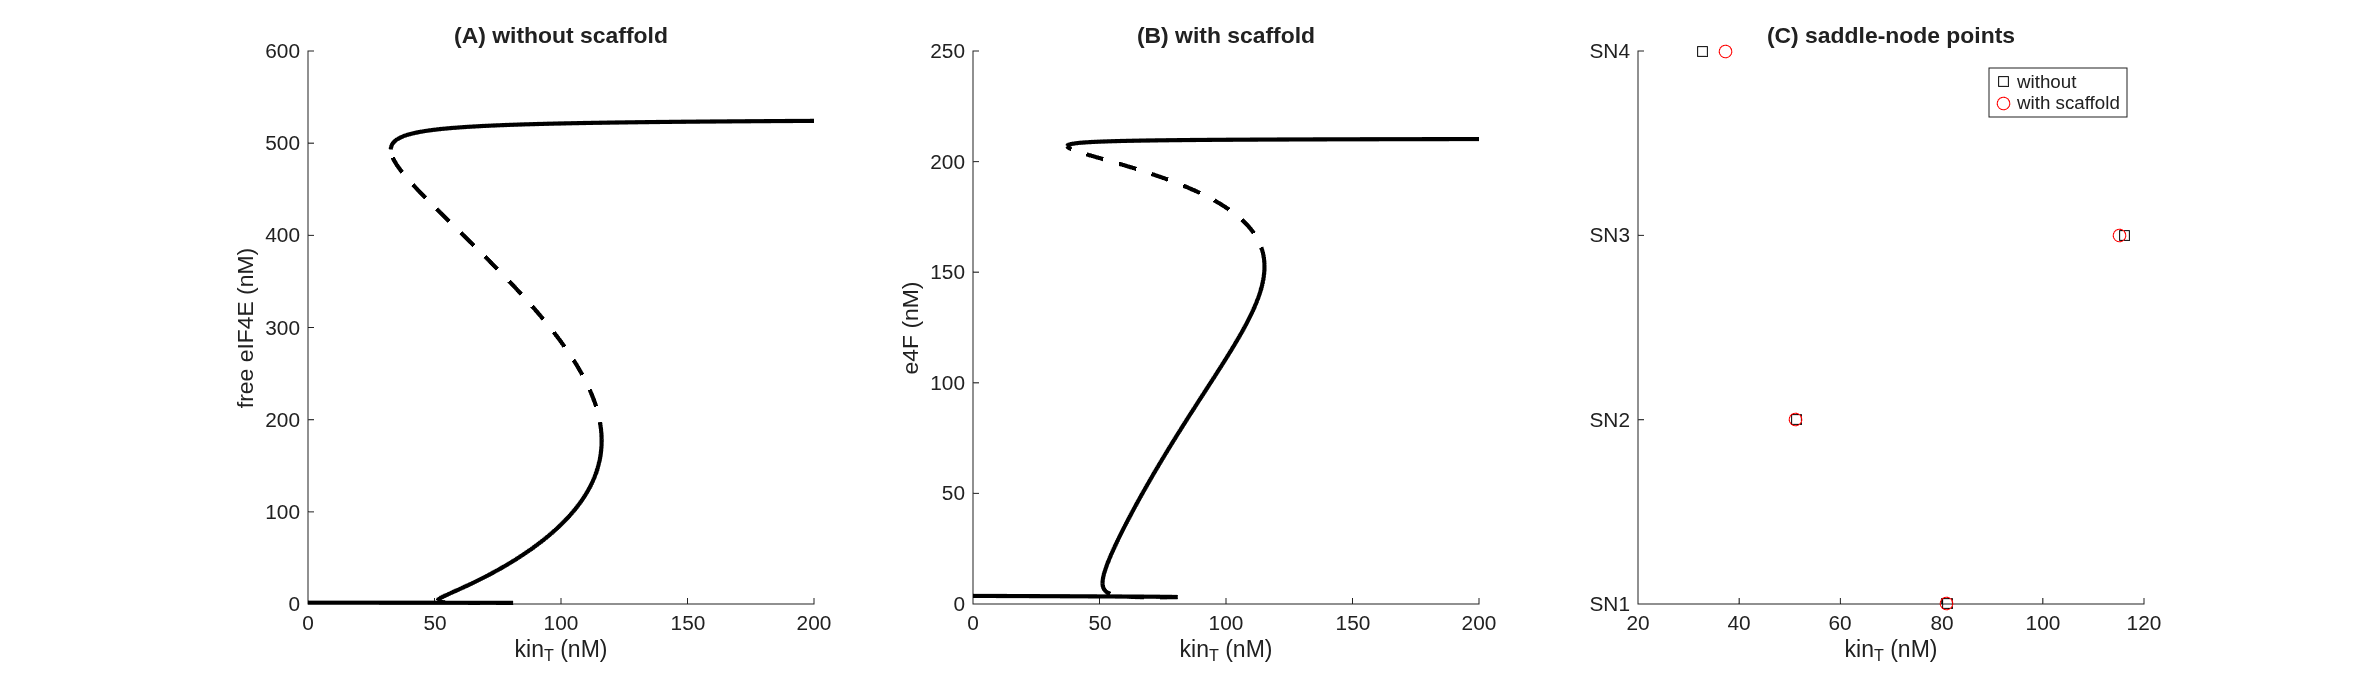 (A) without scaffold
600
500
400
300
200
100
0
free eIF4E (nM)
0 50 100 150 200
kinT (nM)
(B) with scaffold
250
200
150
100
50
0
e4F (nM)
0 50 100 150 200
kinT (nM)
(C) saddle-node points
SN4
SN3
SN2
SN1
without
with scaffold
20 40 60 80 100 120
kinT (nM)